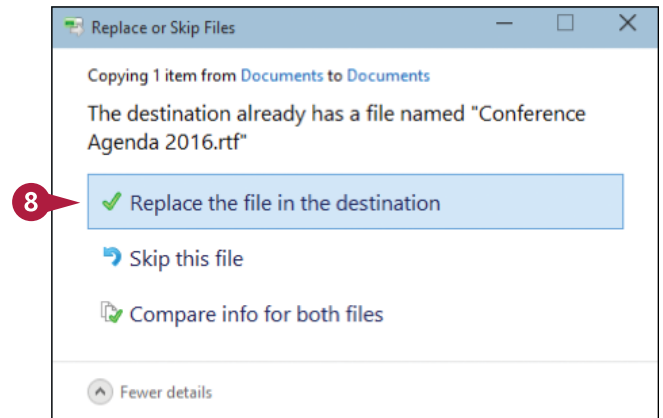 Replace or Skip Files
Copying 1 item from Documents to Documents
The destination already has a file named "Conference
Agenda 2016.rtf"
8
Replace the file in the destination
Skip this file
Compare info for both files
Fewer details